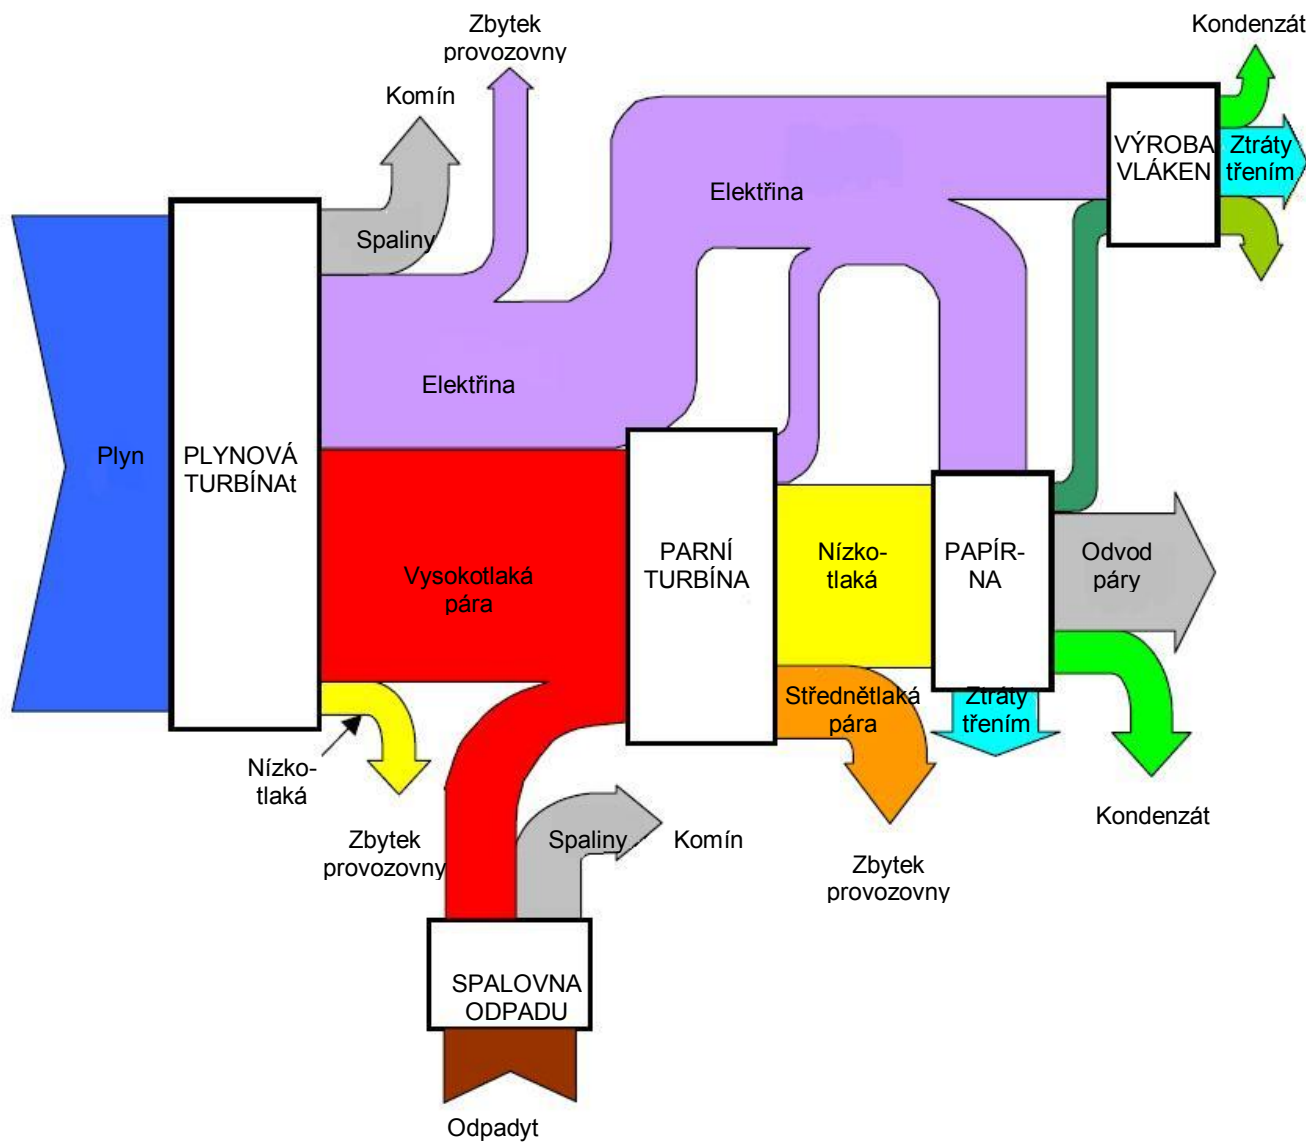 Zbytek
provozovny
Kondenzát
Komín
VÝROBA
VLÁKEN
Ztráty
třením
Elektřina
Spaliny
Elektřina
Plyn
PLYNOVÁ
TURBÍNAt
Vysokotlaká
pára
PARNÍ
TURBÍNA
Nízko-
tlaká
PAPÍR-
NA
Odvod
páry
Střednětlaká
pára
Ztráty
třením
Nízko-
tlaká
Zbytek
provozovny
Spaliny
Komín
Zbytek
provozovny
Kondenzát
SPALOVNA
ODPADU
Odpadyt